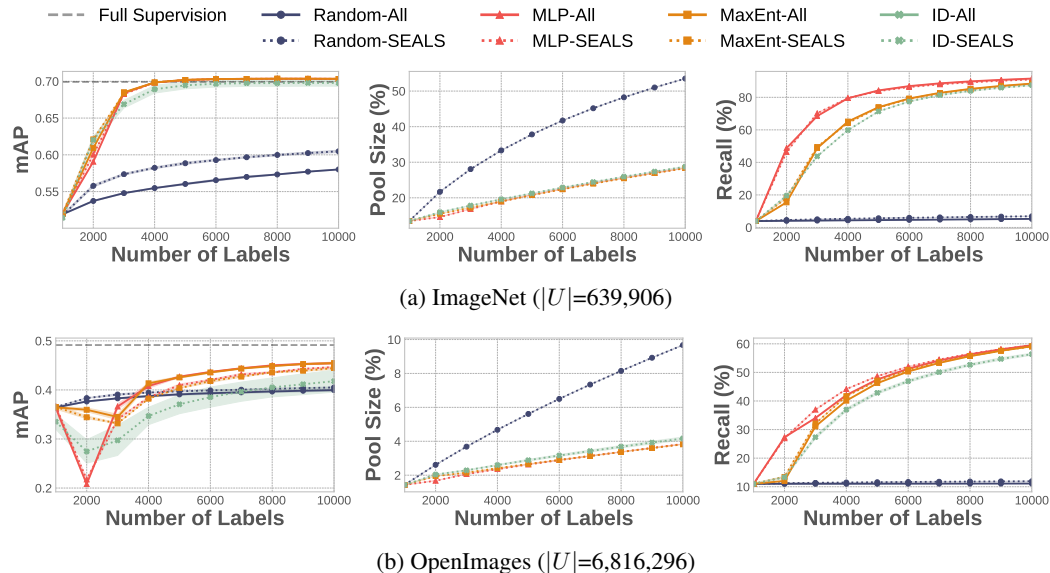 Full Supervision Random-All MLP-All MaxEnt-All ID-All
Random-SEALS MLP-SEALS MaxEnt-SEALS ID-SEALS
mAP
0.70
0.65
0.60
0.55
2000 4000 6000 8000 10000
Number of Labels
Pool Size (%)
50
40
30
20
2000 4000 6000 8000 10000
Number of Labels
Recall (%)
80
60
40
20
0
2000 4000 6000 8000 10000
Number of Labels
(a) ImageNet (|U|=639,906)
mAP
0.5
0.4
0.3
0.2
2000 4000 6000 8000 10000
Number of Labels
Pool Size (%)
10
8
6
4
2
2000 4000 6000 8000 10000
Number of Labels
Recall (%)
60
50
40
30
20
10
2000 4000 6000 8000 10000
Number of Labels
(b) OpenImages (|U|=6,816,296)